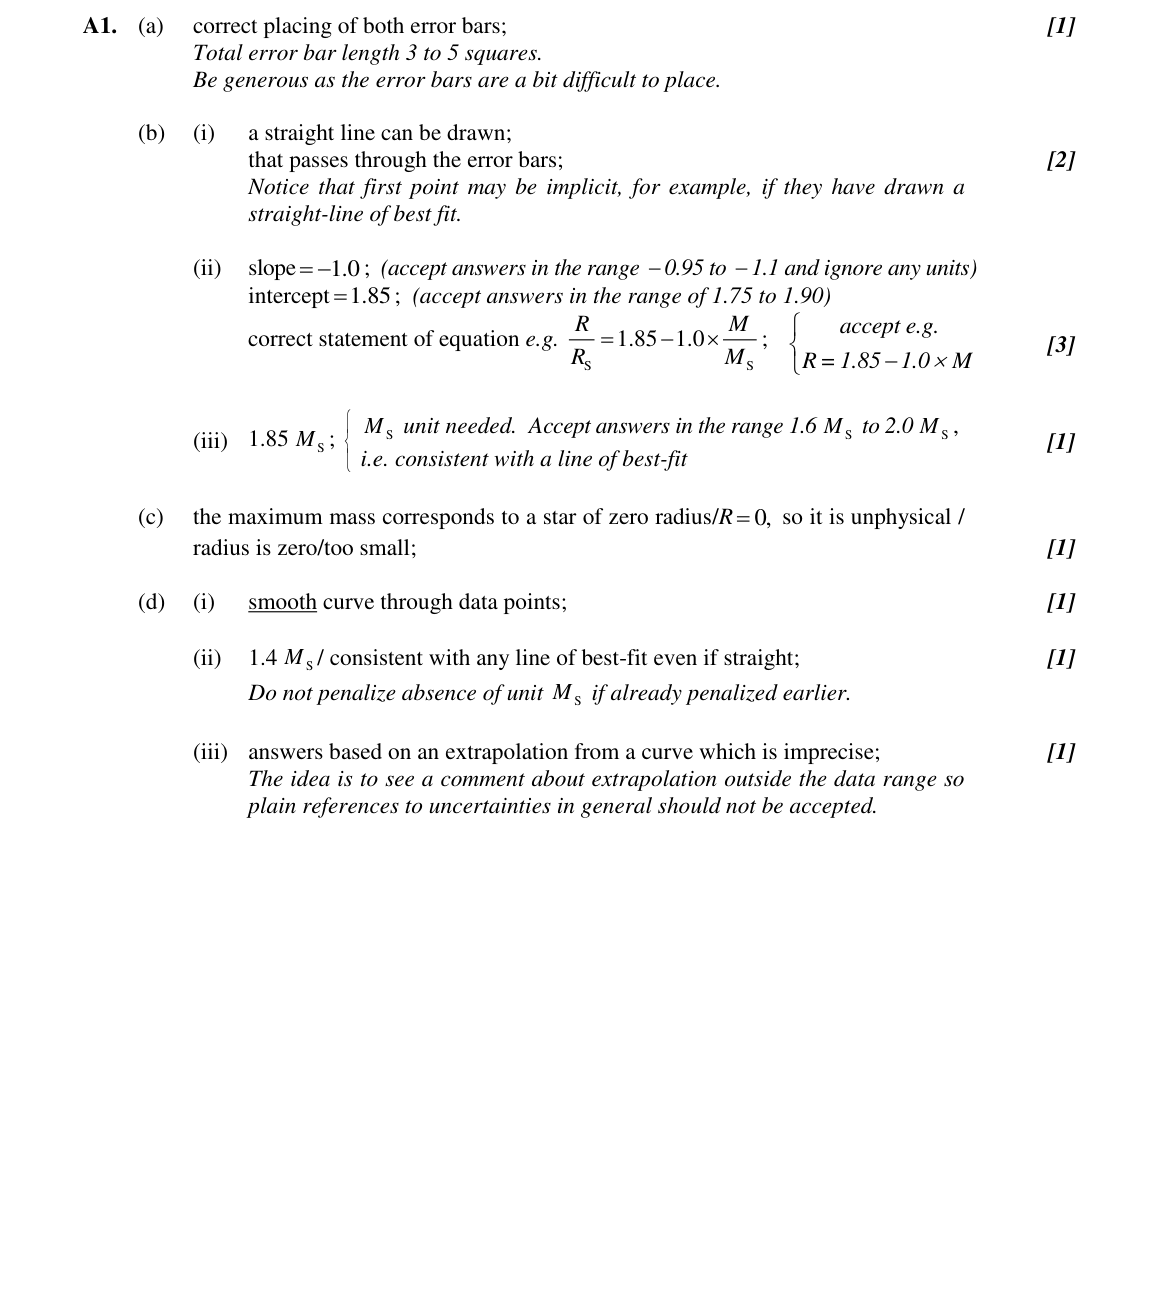 A1. (a) correct placing of both error bars; [1]
Total error bar length 3 to 5 squares.
Be generous as the error bars are a bit difficult to place.
(b) (i) a straight line can be drawn;
that passes through the error bars; [2]
Notice that first point may be implicit, for example, if they have drawn a
straight-line of best fit.
(ii) slope = –1.0 ; (accept answers in the range –0.95 to –1.1 and ignore any units)
intercept = 1.85 ; (accept answers in the range of 1.75 to 1.90)
correct statement of equation e.g. R/R_S = 1.85 – 1.0 × M/M_S ; { accept e.g.
R = 1.85 – 1.0 × M [3]
(iii) 1.85 M_S ; { M_S unit needed. Accept answers in the range 1.6 M_S to 2.0 M_S ,
i.e. consistent with a line of best-fit [1]
(c) the maximum mass corresponds to a star of zero radius/R = 0, so it is unphysical /
radius is zero/too small; [1]
(d) (i) smooth curve through data points; [1]
(ii) 1.4 M_S / consistent with any line of best-fit even if straight; [1]
Do not penalize absence of unit M_S if already penalized earlier.
(iii) answers based on an extrapolation from a curve which is imprecise; [1]
The idea is to see a comment about extrapolation outside the data range so
plain references to uncertainties in general should not be accepted.